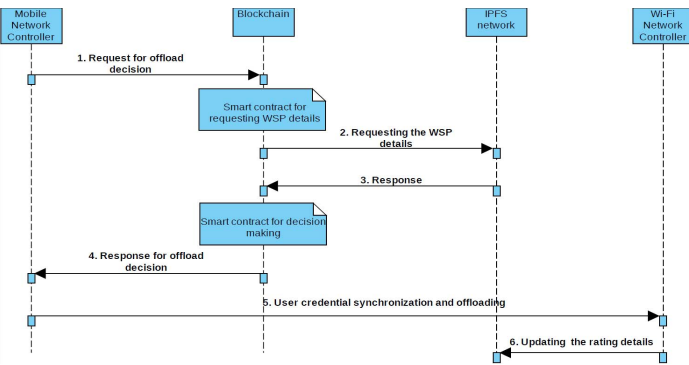 Mobile
Network
Controller
Blockchain
IPFS
network
Wi-Fi
Network
Controller
1. Request for offload
decision
Smart contract for
requesting WSP details
2. Requesting the WSP
details
3. Response
Smart contract for decision
making
4. Response for offload
decision
5. User credential synchronization and offloading
6. Updating the rating details